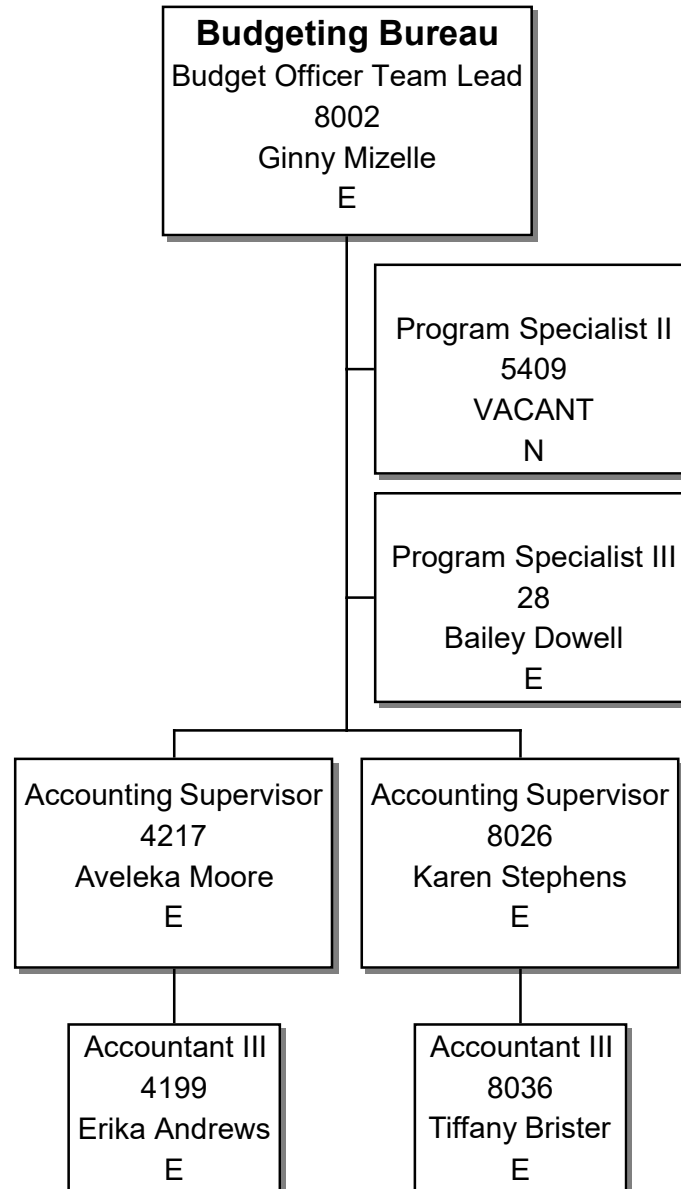 Budgeting Bureau
Budget Officer Team Lead
8002
Ginny Mizelle
E
Program Specialist II
5409
VACANT
N
Program Specialist III
28
Bailey Dowell
E
Accounting Supervisor
4217
Aveleka Moore
E
Accounting Supervisor
8026
Karen Stephens
E
Accountant III
4199
Erika Andrews
E
Accountant III
8036
Tiffany Brister
E